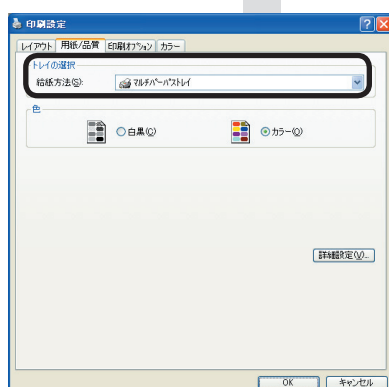 印刷設定
レイアウト 用紙/品質 印刷オプション カラー
トレイの選択
給紙方法(S): マルチパーパストレイ
色
白黒(C) カラー(O)
詳細設定(V)...
OK キャンセル